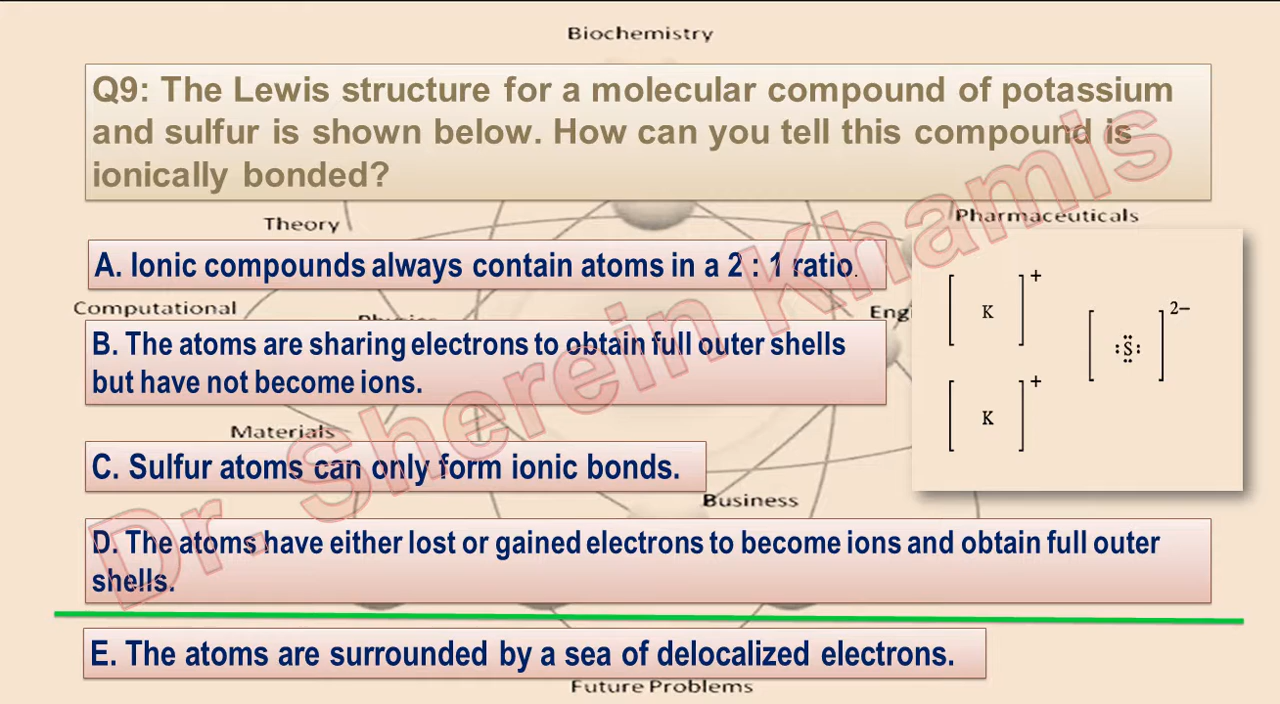 Biochemistry
Q9: The Lewis structure for a molecular compound of potassium
and sulfur is shown below. How can you tell this compound is
ionically bonded?
Theory
Pharmaceuticals
A. Ionic compounds always contain atoms in a 2 : 1 ratio.
Computational
B. The atoms are sharing electrons to obtain full outer shells
but have not become ions.
[ K ]+
[ :S: ]2−
[ K ]+
Materials
C. Sulfur atoms can only form ionic bonds.
Business
D. The atoms have either lost or gained electrons to become ions and obtain full outer
shells.
E. The atoms are surrounded by a sea of delocalized electrons.
Future Problems
Dr. Sherein Khamis